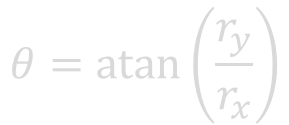 θ = atan(r_y / r_x)